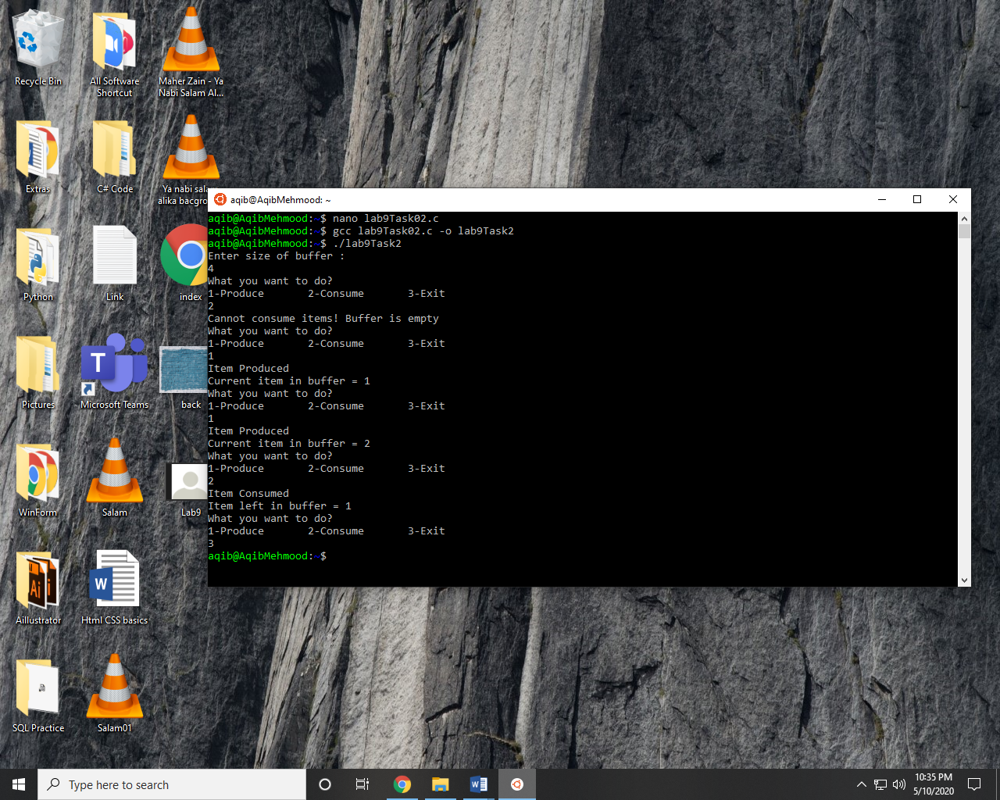 Recycle Bin
All Software
Shortcut
Maher Zain - Ya
Nabi Salam Al...
Extras
C# Code
Ya nabi sala
alika bacgro
Python
Link
index
Pictures
Microsoft Teams
back
WinForm
Salam
Lab9
AIllustrator
Html CSS basics
SQL Practice
Salam01
aqib@AqibMehmood: ~
aqib@AqibMehmood:~$ nano lab9Task02.c
aqib@AqibMehmood:~$ gcc lab9Task02.c -o lab9Task2
aqib@AqibMehmood:~$ ./lab9Task2
Enter size of buffer :
4
What you want to do?
1-Produce 2-Consume 3-Exit
2
Cannot consume items! Buffer is empty
What you want to do?
1-Produce 2-Consume 3-Exit
1
Item Produced
Current item in buffer = 1
What you want to do?
1-Produce 2-Consume 3-Exit
1
Item Produced
Current item in buffer = 2
What you want to do?
1-Produce 2-Consume 3-Exit
2
Item Consumed
Item left in buffer = 1
What you want to do?
1-Produce 2-Consume 3-Exit
3
aqib@AqibMehmood:~$
Type here to search
10:35 PM
5/10/2020